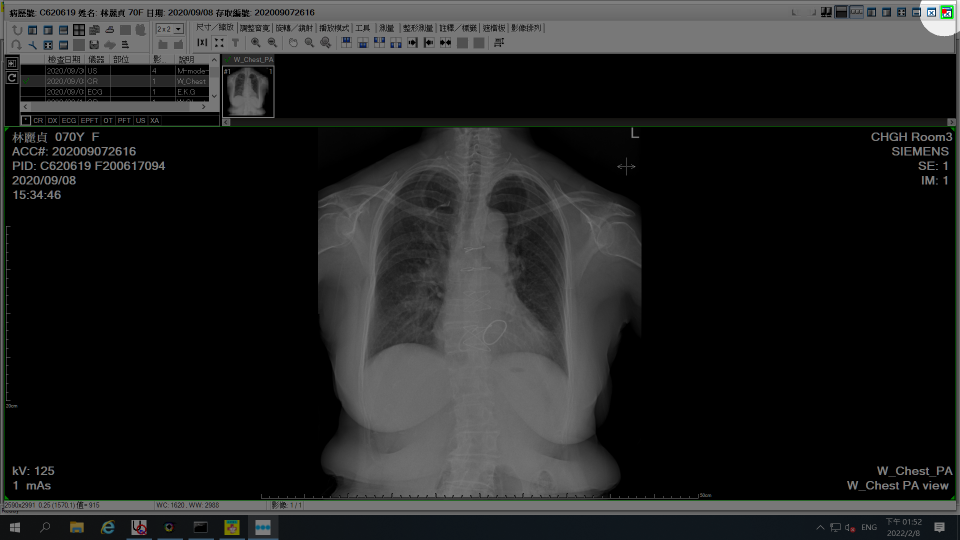 病歷號: C620619 姓名: 林麗貞 70F 日期: 2020/09/08 存取編號: 202009072616
尺寸／縮放 調整窗寬 旋轉／鏡射 播放模式 工具 測量 整形測量 註釋／標籤 遮檔板 影像排列
2 x 2
檢查日期 儀器 部位 影. 說明
2020/09/0 US 4 M-mode-
2020/09/0 CR 1 W_Chest
2020/09/0 ECG 1 E.K.G
* CR DX ECG EPFT OT PFT US XA
W_Chest_PA
#1 1
林麗貞 070Y F
ACC#: 202009072616
PID: C620619 F200617094
2020/09/08
15:34:46
L
CHGH Room3
SIEMENS
SE: 1
IM: 1
kV: 125
1 mAs
W_Chest_PA
W_Chest PA view
WC: 1620, WW: 2988
影像: 1 / 1
ENG
下午 01:52
2022/2/8